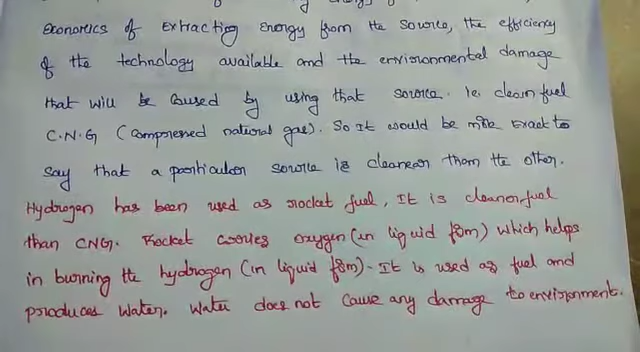 economics of extracting energy from the source, the efficiency
of the technology available and the environmental damage
that will be caused by using that source. i.e. clean fuel
C.N.G (compressed natural gas). So It would be more exact to
say that a particular source is cleaner than the other.
Hydrogen has been used as rocket fuel, It is cleaner fuel
than CNG. Rocket carries oxygen (in liquid form) which helps
in burning the hydrogen (in liquid form). It is used as fuel and
produces water. Water does not cause any damage to environment.